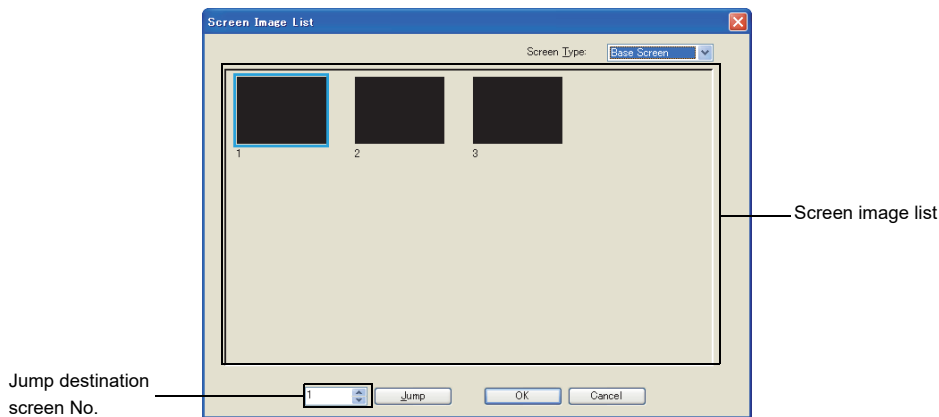 Screen Image List
Screen Type: Base Screen
1 2 3
Screen image list
Jump destination
screen No.
1 Jump OK Cancel